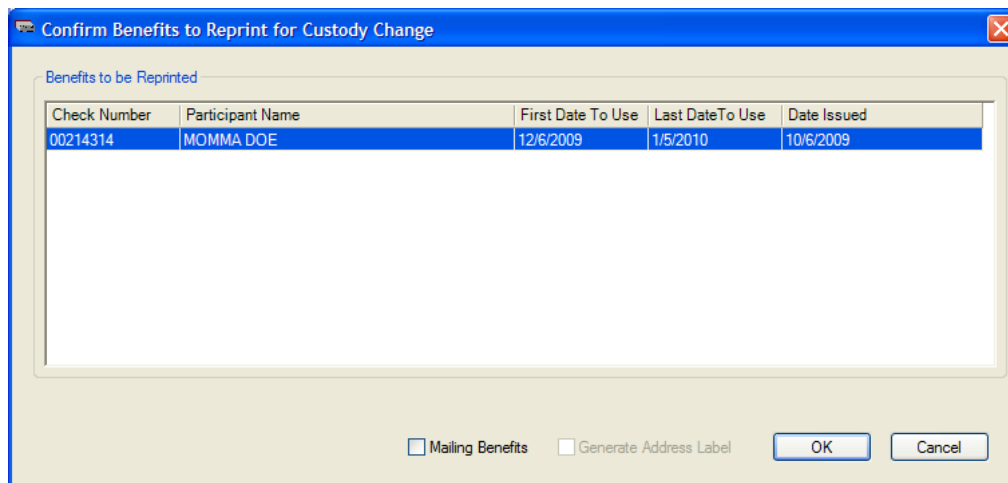 Confirm Benefits to Reprint for Custody Change
Benefits to be Reprinted
Check Number Participant Name First Date To Use Last DateTo Use Date Issued
00214314 MOMMA DOE 12/6/2009 1/5/2010 10/6/2009
Mailing Benefits Generate Address Label OK Cancel